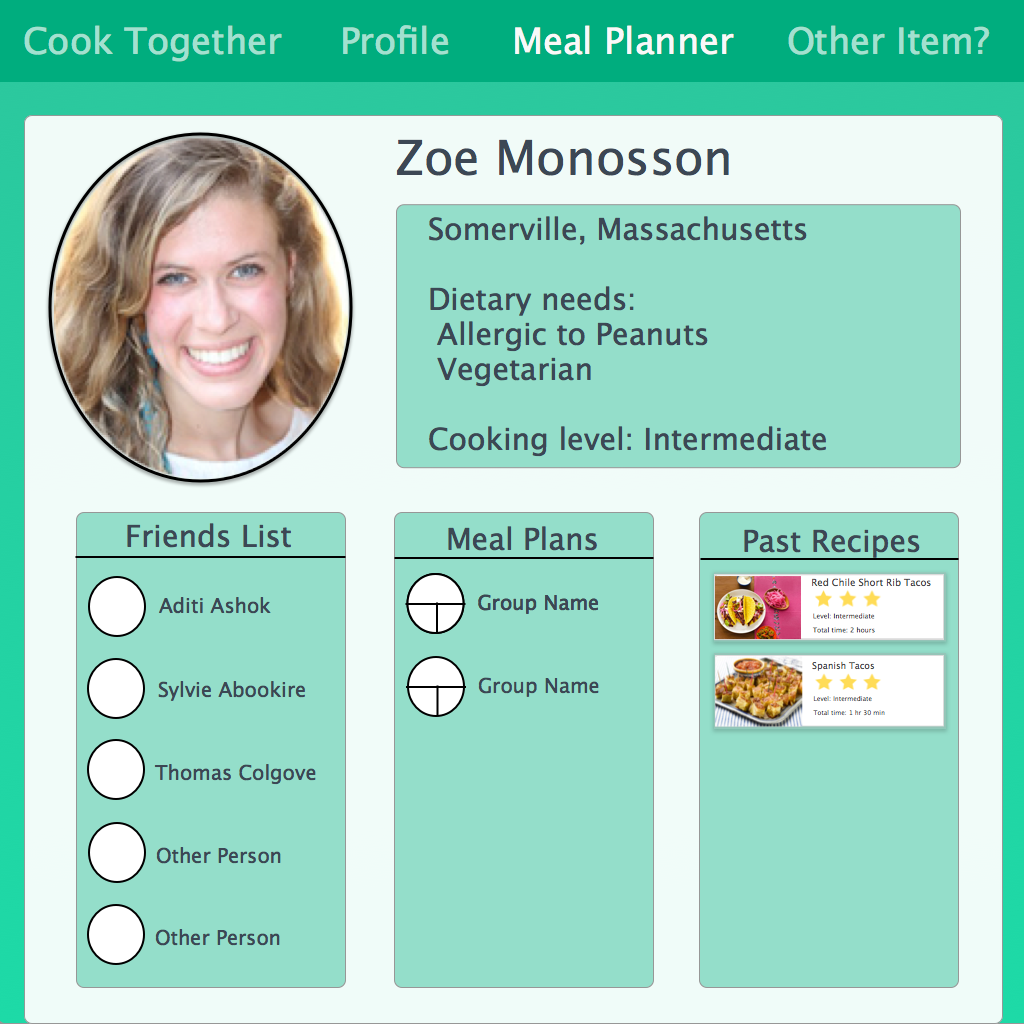 Cook Together Profile Meal Planner Other Item?
Zoe Monosson
Somerville, Massachusetts
Dietary needs:
Allergic to Peanuts
Vegetarian
Cooking level: Intermediate
Friends List
Aditi Ashok
Sylvie Abookire
Thomas Colgove
Other Person
Other Person
Meal Plans
Group Name
Group Name
Past Recipes
Red Chile Short Rib Tacos
Level: Intermediate
Total time: 2 hours
Spanish Tacos
Level: Intermediate
Total time: 1 hr 30 min